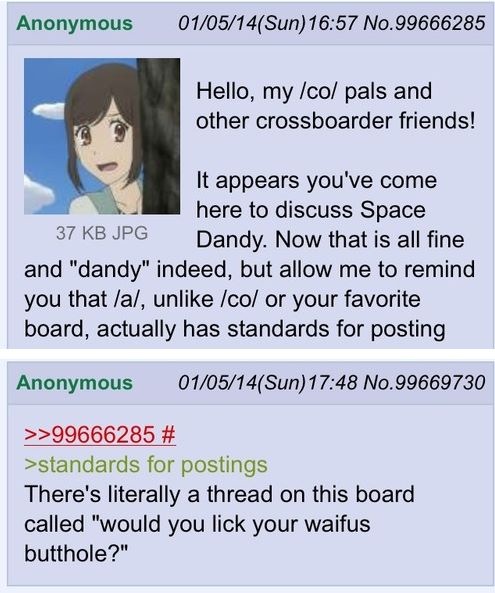 Anonymous 01/05/14(Sun)16:57 No.99666285
Hello, my /co/ pals and
other crossboarder friends!
It appears you've come
here to discuss Space
37 KB JPG
Dandy. Now that is all fine
and "dandy" indeed, but allow me to remind
you that /a/, unlike /co/ or your favorite
board, actually has standards for posting
Anonymous 01/05/14(Sun)17:48 No.99669730
>>99666285 #
>standards for postings
There's literally a thread on this board
called "would you lick your waifus
butthole?"